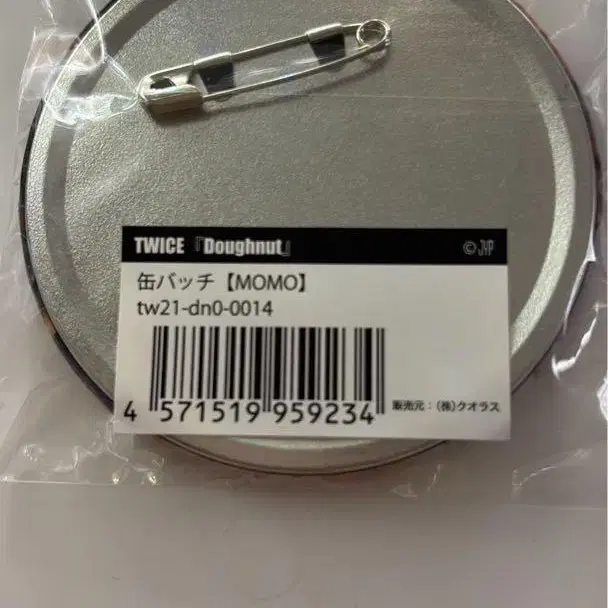 TWICE『Doughnut』 ©JYP
缶バッチ【MOMO】
tw21-dn0-0014
4 571519 959234
販売元：(株)クオラス